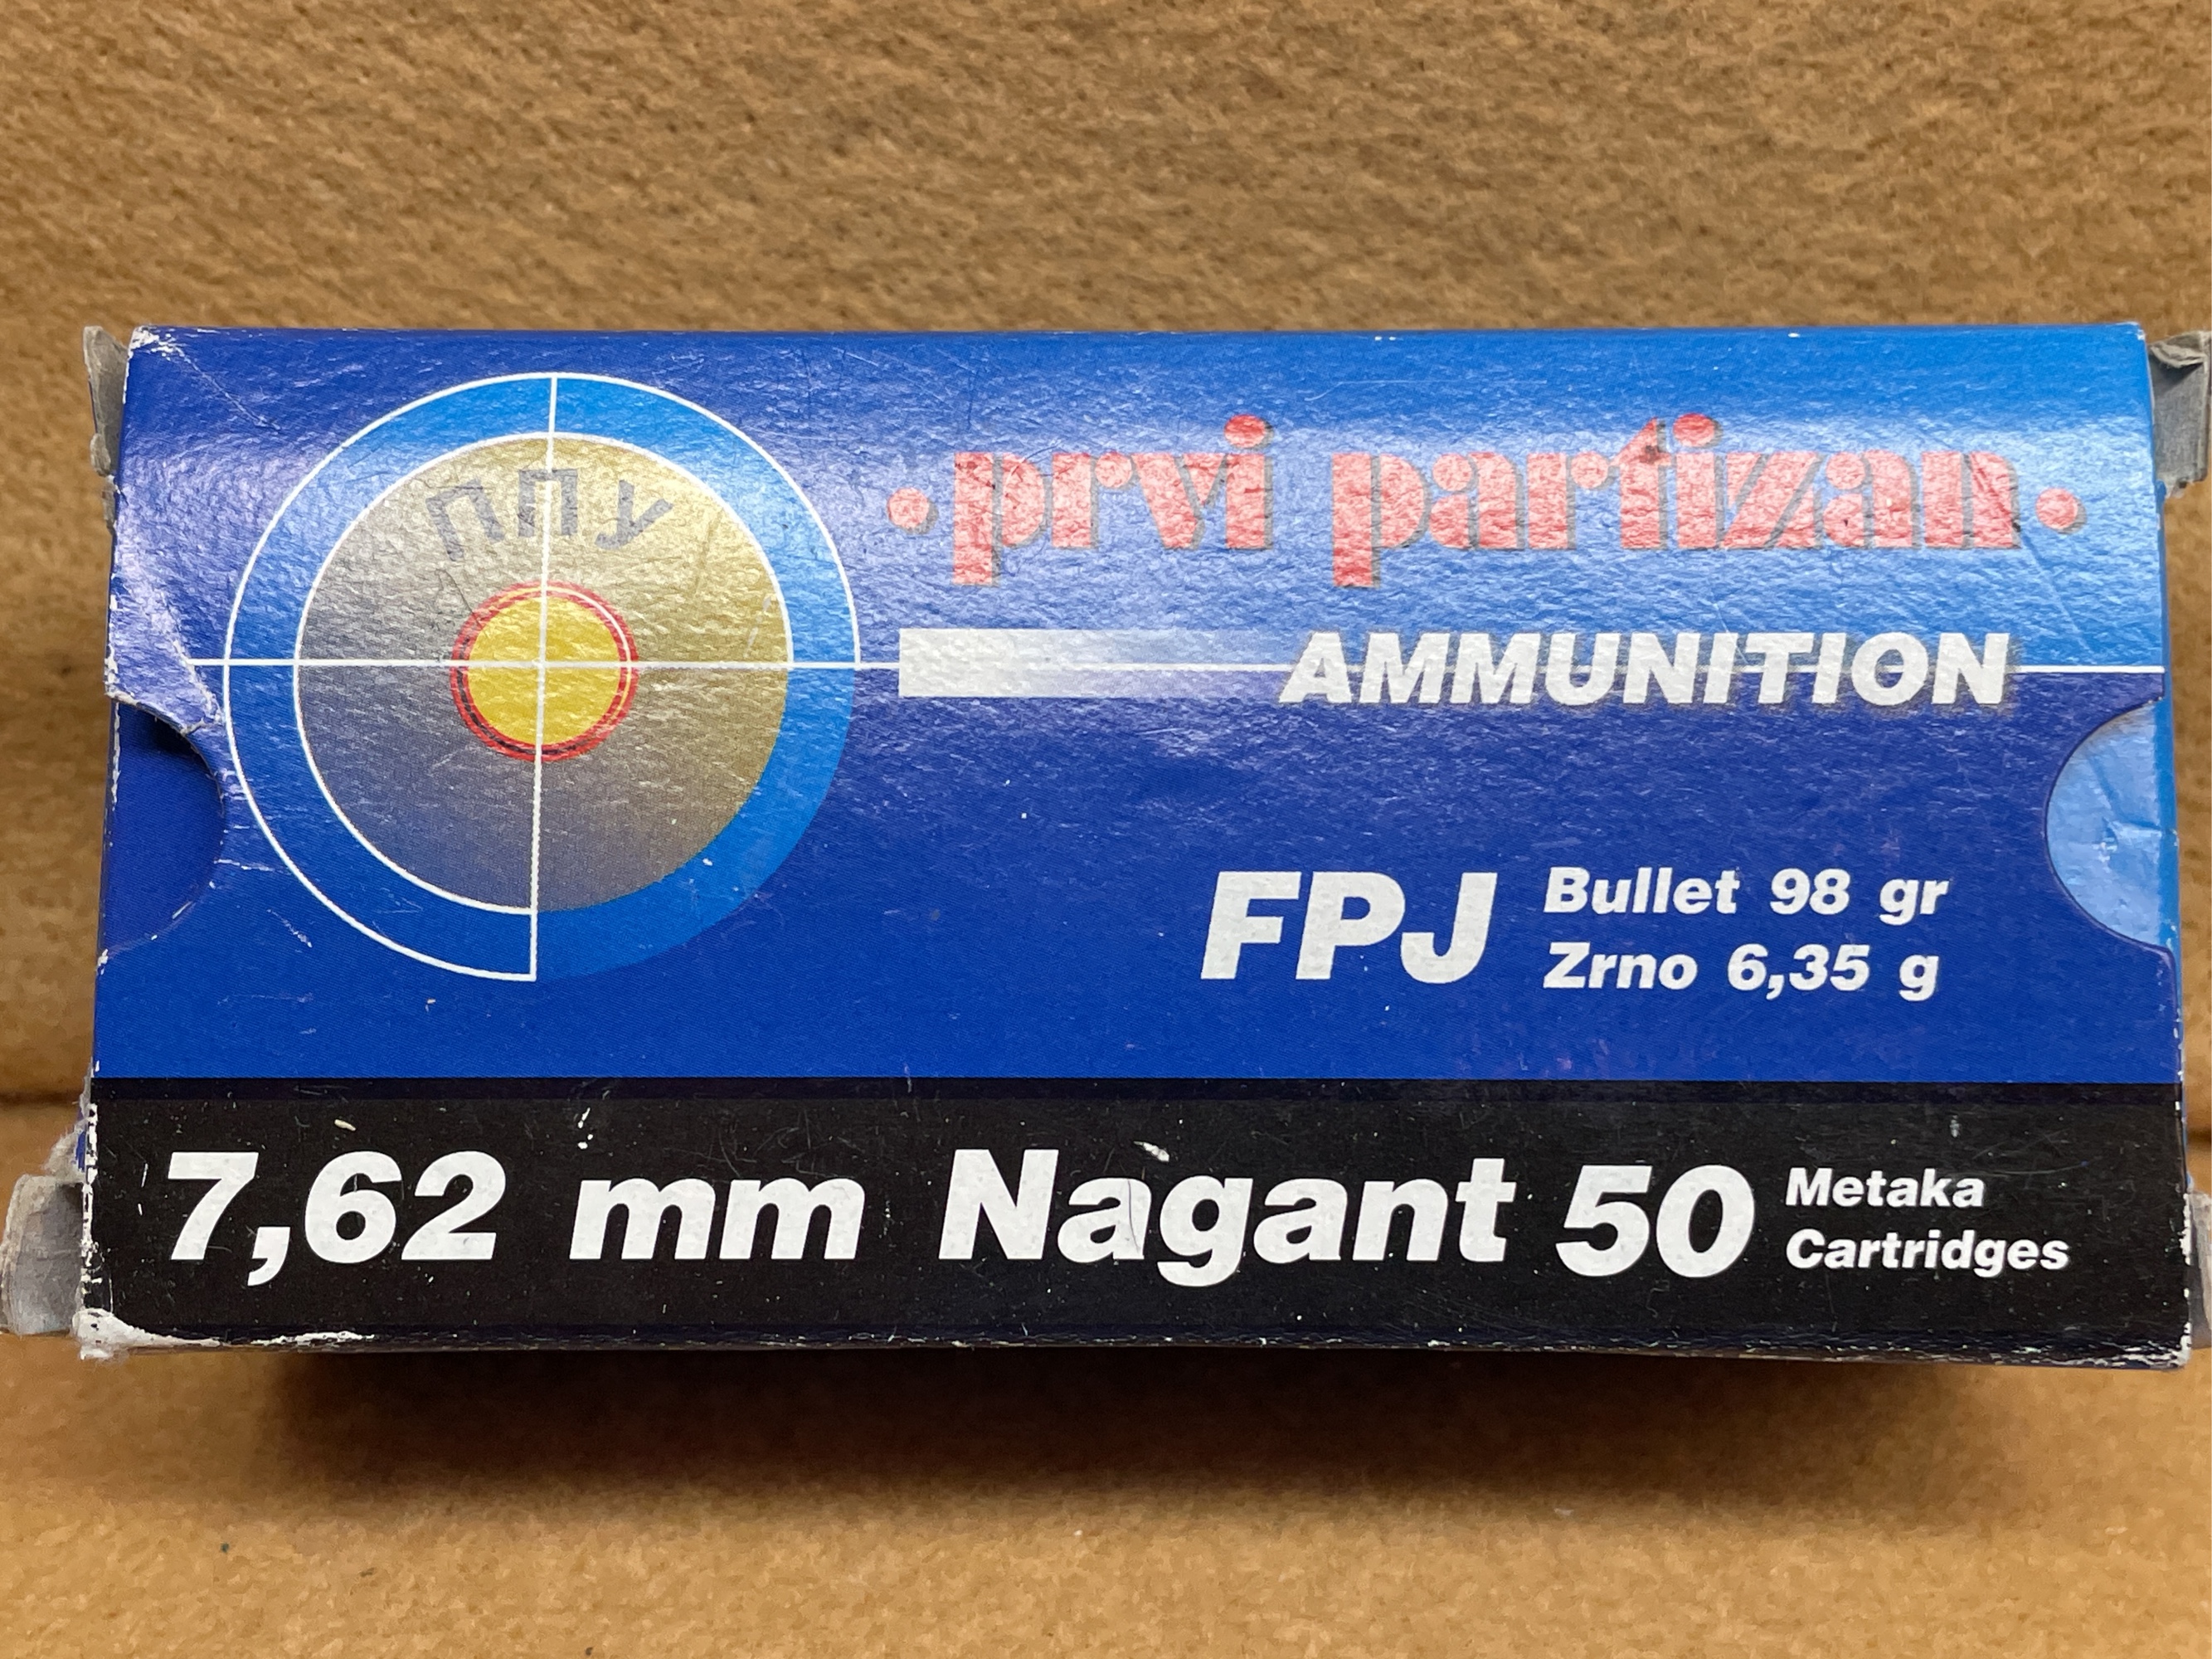 ППУ
•prvi partizan•
AMMUNITION
FPJ
Bullet 98 gr
Zrno 6,35 g
7,62 mm Nagant 50
Metaka
Cartridges